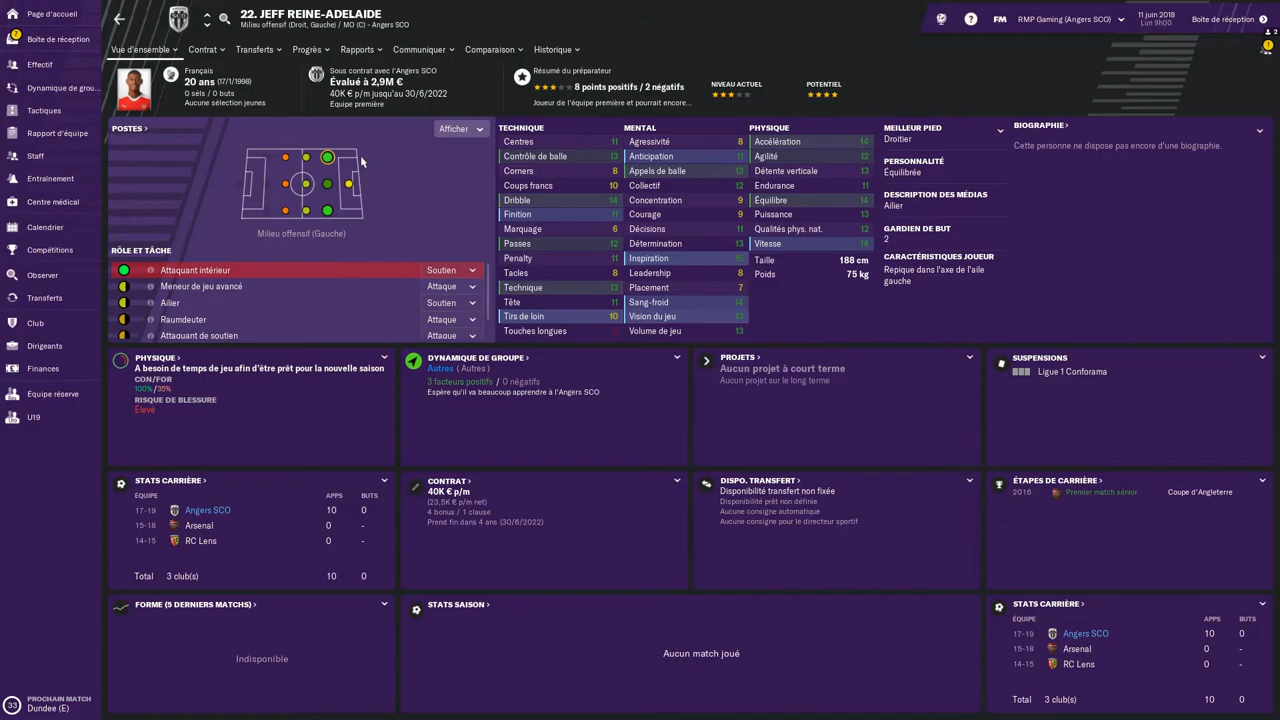 Page d'accueil
22. JEFF REINE-ADELAIDE
Milieu offensif (Droit, Gauche) / MO (C) - Angers SCO
FM
RMP Gaming (Angers SCO)
11 juin 2018
Lun 9h00
Boîte de réception
7
2
Boîte de réception
Effectif
Dynamique de grou...
Tactiques
Rapport d'équipe
Staff
Entraînement
Centre médical
Calendrier
Compétitions
Observer
Transferts
Club
Dirigeants
Finances
Équipe réserve
U19
33
PROCHAIN MATCH
Dundee (E)
Vue d'ensemble
Contrat
Transferts
Progrès
Rapports
Communiquer
Comparaison
Historique
Français
20 ans (17/1/1998)
0 séls / 0 buts
Aucune sélection jeunes
Sous contrat avec l'Angers SCO
Évalué à 2,9M €
40K € p/m jusqu'au 30/6/2022
Équipe première
Résumé du préparateur
8 points positifs / 2 négatifs
Joueur de l'équipe première et pourrait encore...
NIVEAU ACTUEL
POTENTIEL
POSTES >
Afficher
Milieu offensif (Gauche)
RÔLE ET TÂCHE
Attaquant intérieur Soutien
Meneur de jeu avancé Attaque
Ailier Soutien
Raumdeuter Attaque
Attaquant de soutien Attaque
TECHNIQUE
Centres 11
Contrôle de balle 13
Corners 8
Coups francs 10
Dribble 14
Finition 11
Marquage 6
Passes 12
Penalty 11
Tacles 8
Technique 13
Tête 11
Tirs de loin 10
Touches longues
MENTAL
Agressivité 8
Anticipation 11
Appels de balle 13
Collectif 12
Concentration 9
Courage 9
Décisions 11
Détermination 13
Inspiration 15
Leadership 8
Placement 7
Sang-froid 14
Vision du jeu 13
Volume de jeu 13
PHYSIQUE
Accélération 14
Agilité 12
Détente verticale 13
Endurance 11
Équilibre 14
Puissance 13
Qualités phys. nat. 12
Vitesse 14
Taille 188 cm
Poids 75 kg
MEILLEUR PIED
Droitier
PERSONNALITÉ
Équilibrée
DESCRIPTION DES MÉDIAS
Ailier
GARDIEN DE BUT
2
CARACTÉRISTIQUES JOUEUR
Repique dans l'axe de l'aile
gauche
BIOGRAPHIE >
Cette personne ne dispose pas encore d'une biographie.
PHYSIQUE >
A besoin de temps de jeu afin d'être prêt pour la nouvelle saison
CON/FOR
100%/36%
RISQUE DE BLESSURE
Élevé
DYNAMIQUE DE GROUPE >
Autres ( Autres )
3 facteurs positifs / 0 négatifs
Espère qu'il va beaucoup apprendre à l'Angers SCO
PROJETS >
Aucun projet à court terme
Aucun projet sur le long terme
SUSPENSIONS
Ligue 1 Conforama
STATS CARRIÈRE >
ÉQUIPE APPS BUTS
17-19 Angers SCO 10 0
15-18 Arsenal 0 -
14-15 RC Lens 0 -
Total 3 club(s) 10 0
CONTRAT >
40K € p/m
(23,5K € p/m net)
4 bonus / 1 clause
Prend fin dans 4 ans (30/6/2022)
DISPO. TRANSFERT >
Disponibilité transfert non fixée
Disponibilité prêt non définie
Aucune consigne automatique
Aucune consigne pour le directeur sportif
ÉTAPES DE CARRIÈRE >
2016 Premier match sénior Coupe d'Angleterre
FORME (5 DERNIERS MATCHS) >
Indisponible
STATS SAISON >
Aucun match joué
STATS CARRIÈRE >
ÉQUIPE APPS BUTS
17-19 Angers SCO 10 0
15-18 Arsenal 0 -
14-15 RC Lens 0 -
Total 3 club(s) 10 0